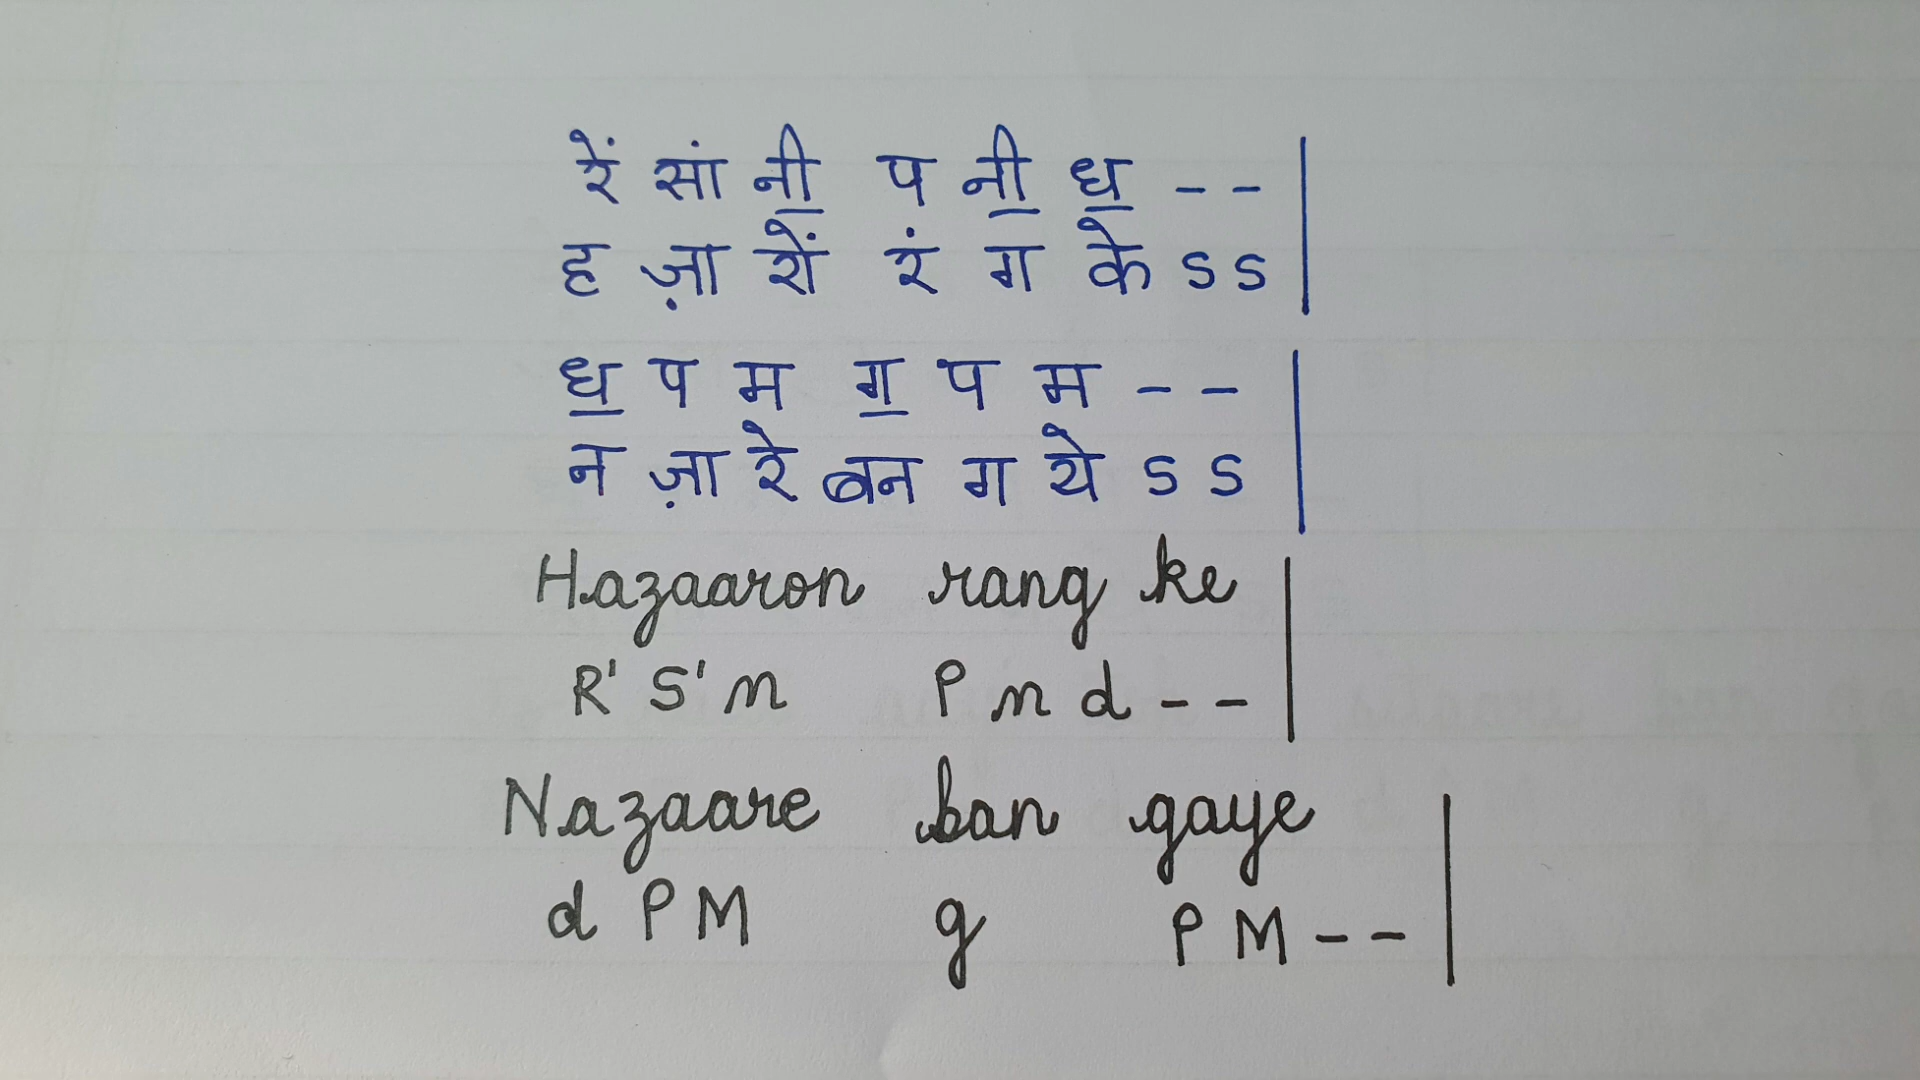 रें सां नी॒ प नी॒ ध॒ - - |
ह ज़ा रों रं ग के ऽ ऽ |
ध॒ प म ग॒ प म - - |
न ज़ा रे बन ग ये ऽ ऽ |
Hazaaron rang ke |
R' S' n P n d - - |
Nazaare ban gaye |
d P M g P M - - |